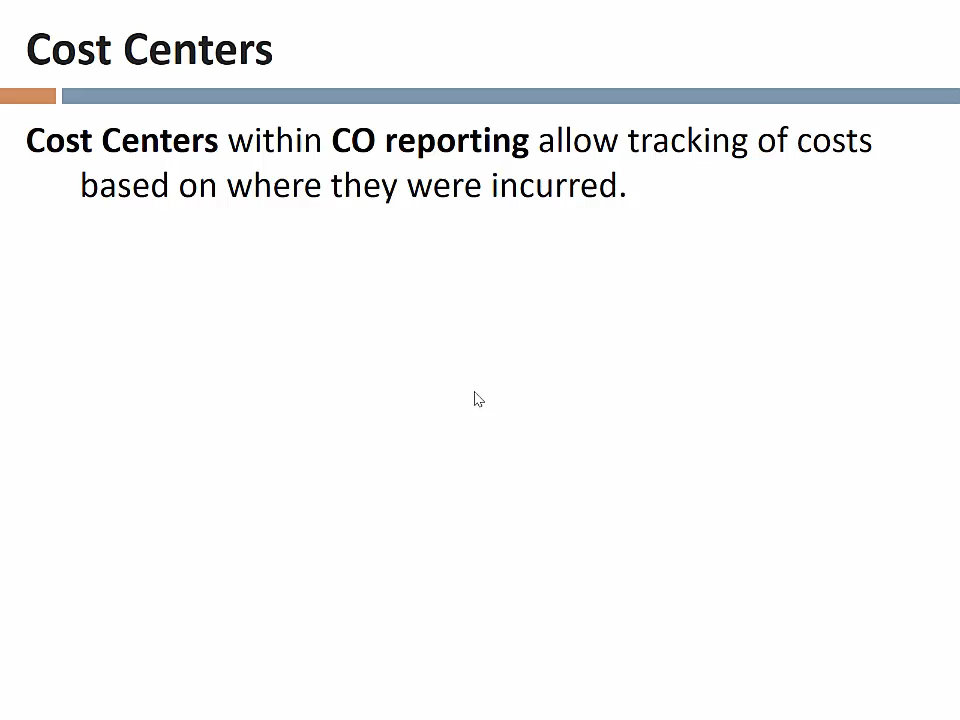 Cost Centers
Cost Centers within CO reporting allow tracking of costs
based on where they were incurred.